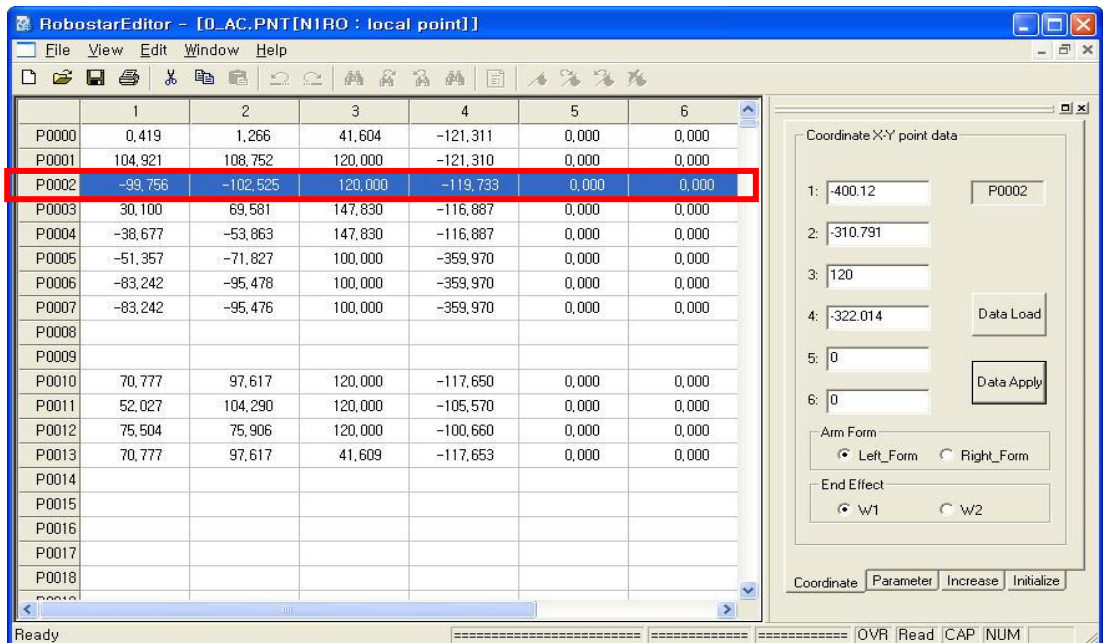 RobostarEditor - [0_AC.PNT[N1RO : local point]]
File View Edit Window Help
1 2 3 4 5 6
P0000 0,419 1,266 41,604 -121,311 0,000 0,000
P0001 104,921 108,752 120,000 -121,310 0,000 0,000
P0002 -99,756 -102,525 120,000 -119,733 0,000 0,000
P0003 30,100 69,581 147,830 -116,887 0,000 0,000
P0004 -38,677 -53,863 147,830 -116,887 0,000 0,000
P0005 -51,357 -71,827 100,000 -359,970 0,000 0,000
P0006 -83,242 -95,478 100,000 -359,970 0,000 0,000
P0007 -83,242 -95,476 100,000 -359,970 0,000 0,000
P0008
P0009
P0010 70,777 97,617 120,000 -117,650 0,000 0,000
P0011 52,027 104,290 120,000 -105,570 0,000 0,000
P0012 75,504 75,906 120,000 -100,660 0,000 0,000
P0013 70,777 97,617 41,609 -117,653 0,000 0,000
P0014
P0015
P0016
P0017
P0018
Coordinate X-Y point data
1: -400.12 P0002
2: -310.791
3: 120
4: -322.014 Data Load
5: 0
Data Apply
6: 0
Arm Form
Left_Form Right_Form
End Effect
W1 W2
Coordinate Parameter Increase Initialize
Ready ========================= ============= ============ OVR Read CAP NUM